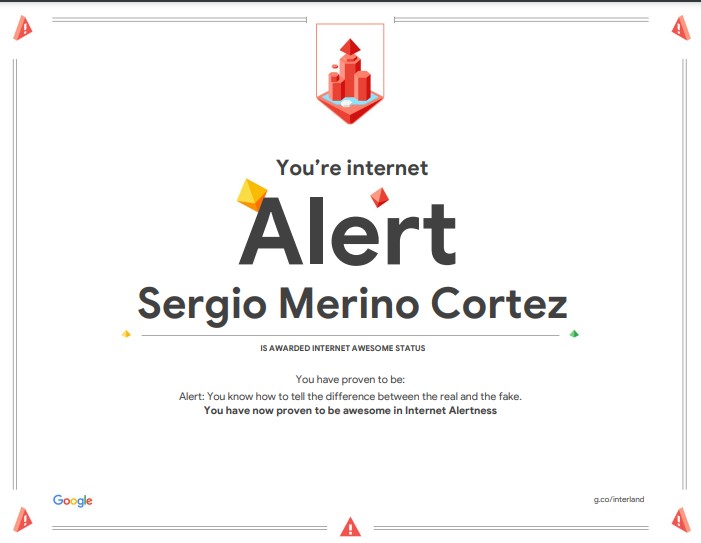 You're internet
Alert
Sergio Merino Cortez
IS AWARDED INTERNET AWESOME STATUS
You have proven to be:
Alert: You know how to tell the difference between the real and the fake.
You have now proven to be awesome in Internet Alertness
Google
g.co/interland